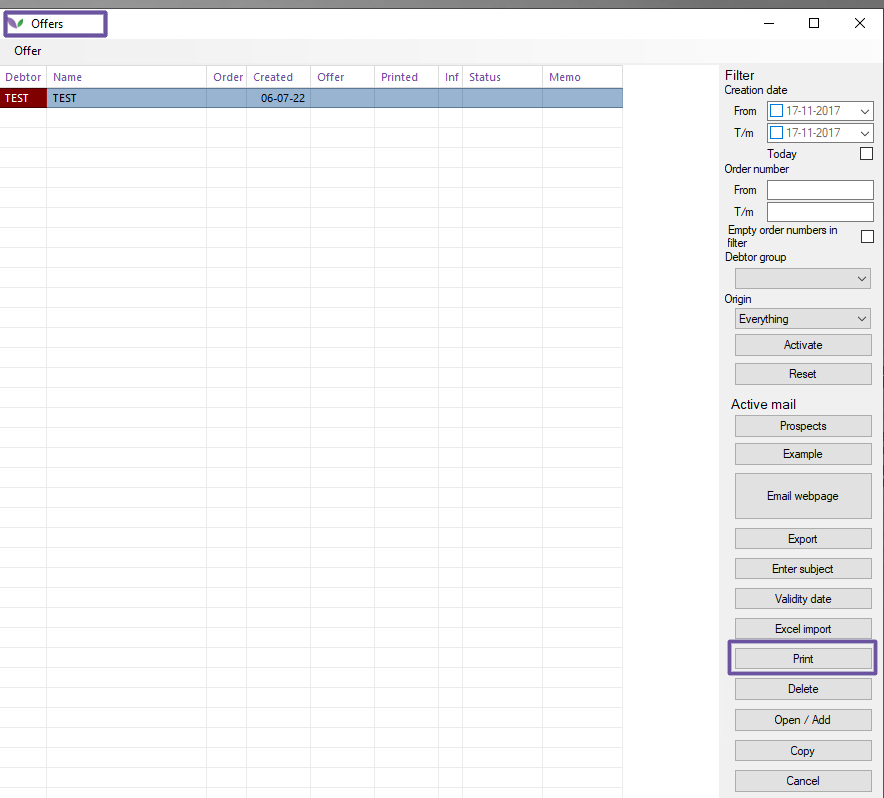 Offers
Offer
Debtor Name Order Created Offer Printed Inf Status Memo
TEST TEST 06-07-22
Filter
Creation date
From 17-11-2017
T/m 17-11-2017
Today
Order number
From
T/m
Empty order numbers in
filter
Debtor group
Origin
Everything
Activate
Reset
Active mail
Prospects
Example
Email webpage
Export
Enter subject
Validity date
Excel import
Print
Delete
Open / Add
Copy
Cancel